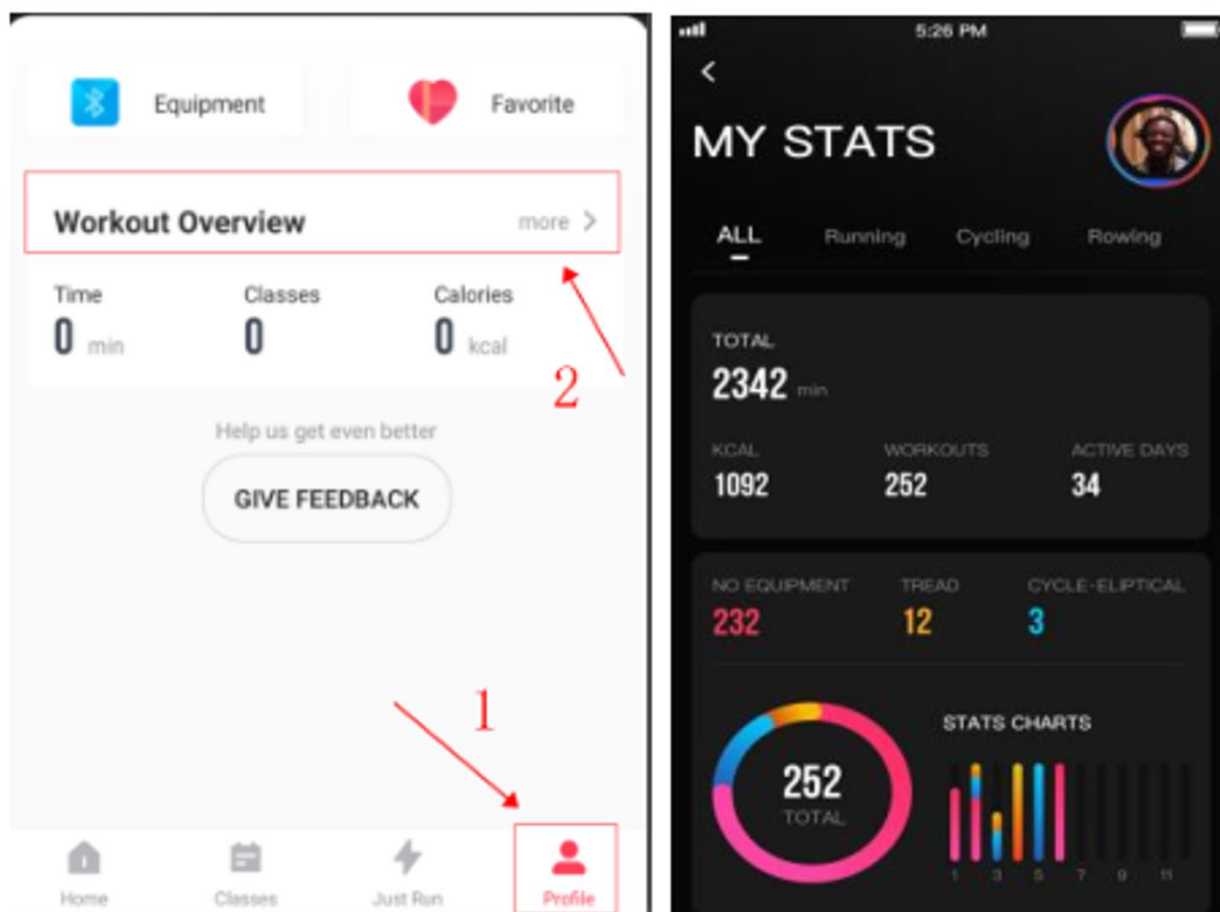 Equipment
Favorite
Workout Overview
more >
Time
Classes
Calories
0 min
0
0 kcal
2
Help us get even better
GIVE FEEDBACK
1
Home
Classes
Just Run
Profile
5:26 PM
<
MY STATS
ALL
Running
Cycling
Rowing
TOTAL
2342 min
KCAL
WORKOUTS
ACTIVE DAYS
1092
252
34
NO EQUIPMENT
TREAD
CYCLE-ELIPTICAL
232
12
3
STATS CHARTS
252
TOTAL
1 3 5 7 9 11